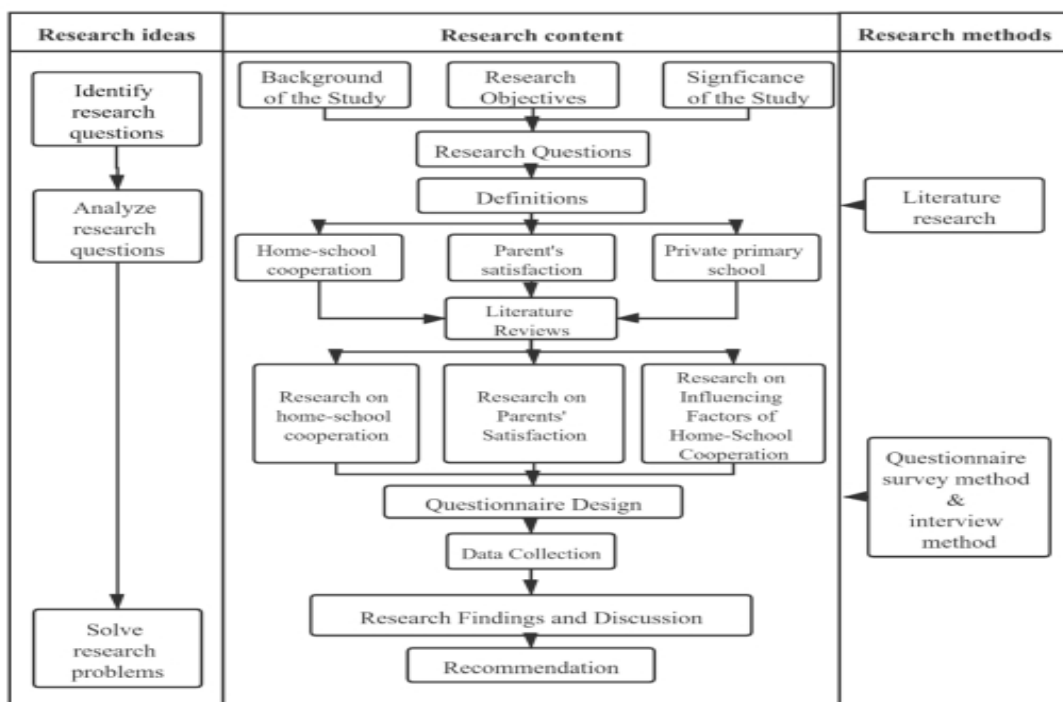 Research ideas
Research content
Research methods
Identify
research
questions
Background
of the Study
Research
Objectives
Signficance
of the Study
Research Questions
Analyze
research
questions
Definitions
Literature
research
Home-school
cooperation
Parent's
satisfaction
Private primary
school
Literature
Reviews
Research on
home-school
cooperation
Research on
Parents'
Satisfaction
Research on
Influencing
Factors of
Home-School
Cooperation
Questionnaire
survey method
&
interview
method
Questionnaire Design
Data Collection
Solve
research
problems
Research Findings and Discussion
Recommendation